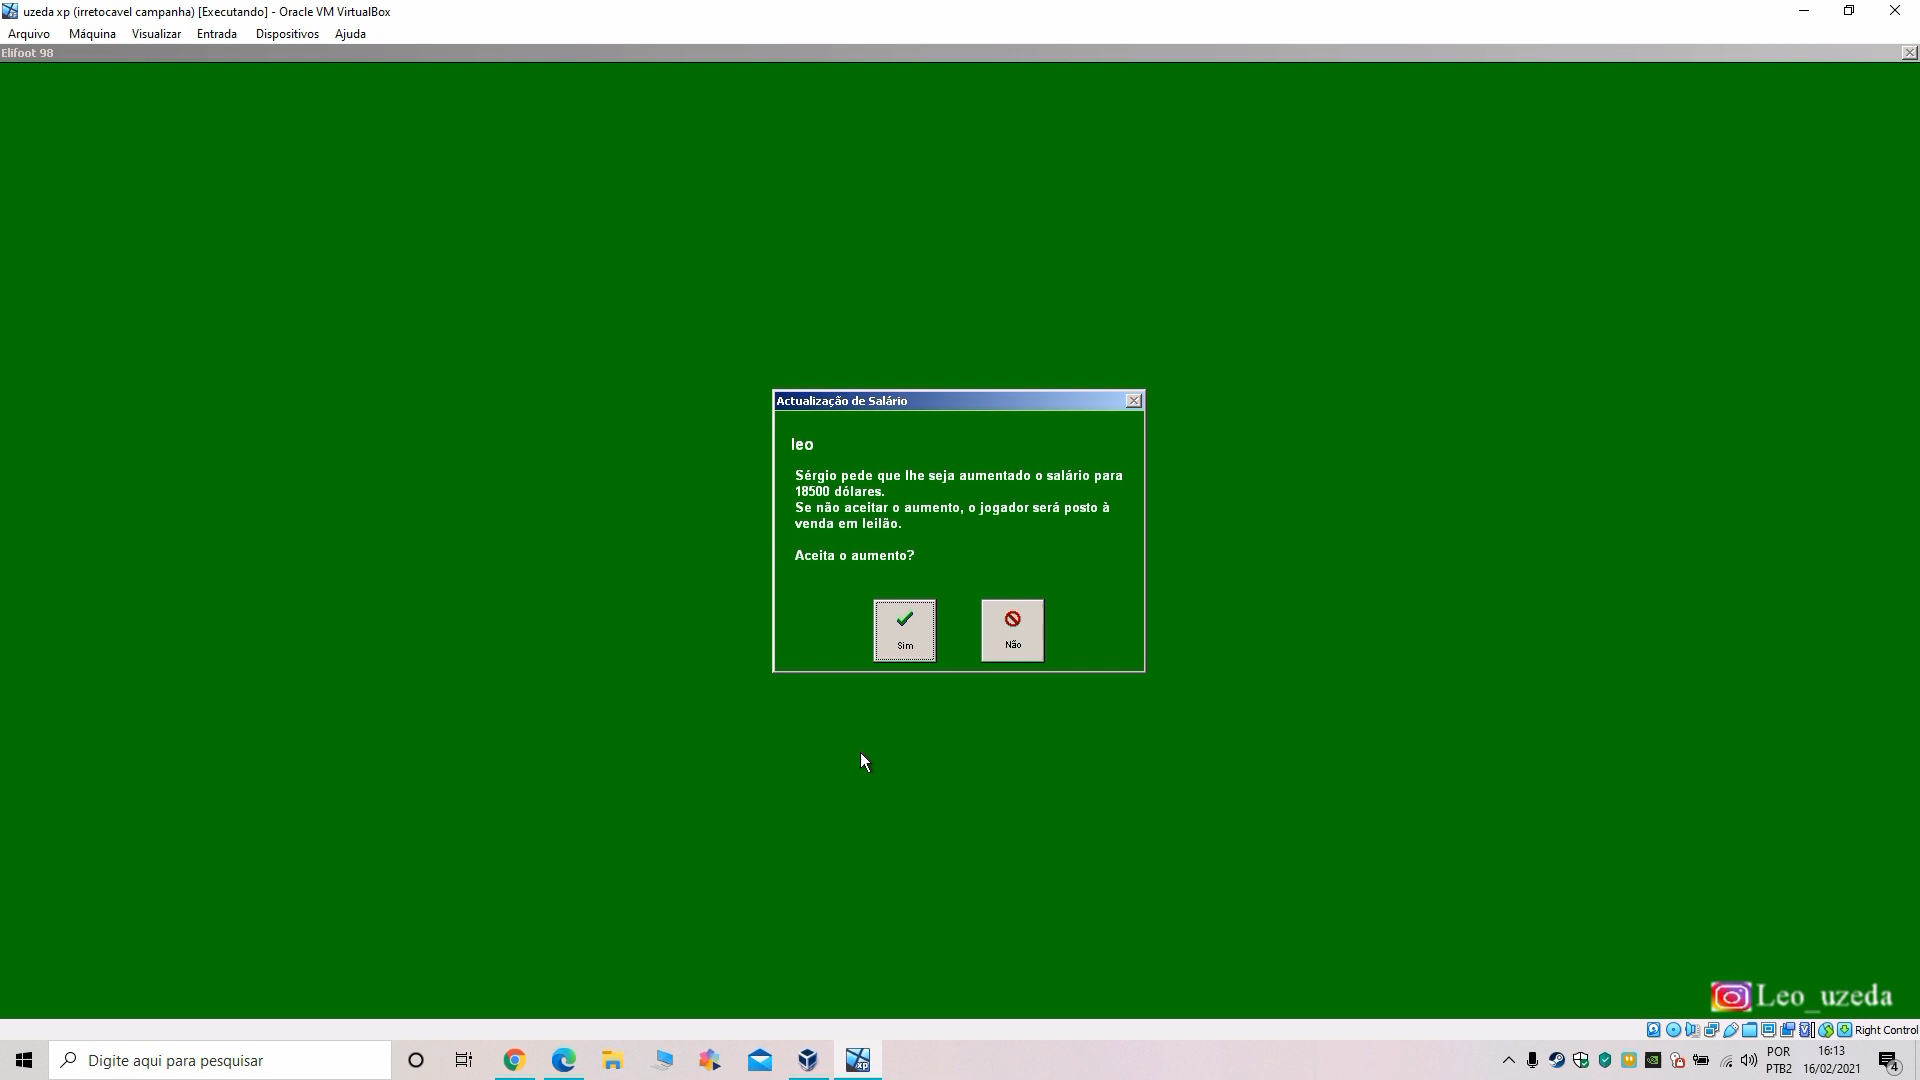 uzeda xp (irretocavel campanha) [Executando] - Oracle VM VirtualBox
Arquivo Máquina Visualizar Entrada Dispositivos Ajuda
Elifoot 98
Actualização de Salário
leo
Sérgio pede que lhe seja aumentado o salário para
18500 dólares.
Se não aceitar o aumento, o jogador será posto à
venda em leilão.
Aceita o aumento?
Sim
Não
Leo_uzeda
Right Control
Digite aqui para pesquisar
xp
POR
PTB2
16:13
16/02/2021
4